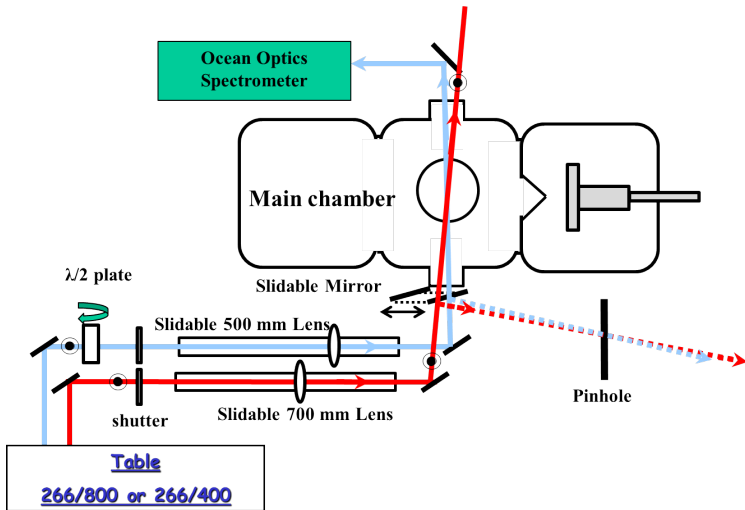 Ocean Optics
Spectrometer
Main chamber
Slidable Mirror
λ/2 plate
Slidable 500 mm Lens
Slidable 700 mm Lens
shutter
Pinhole
Table
266/800 or 266/400